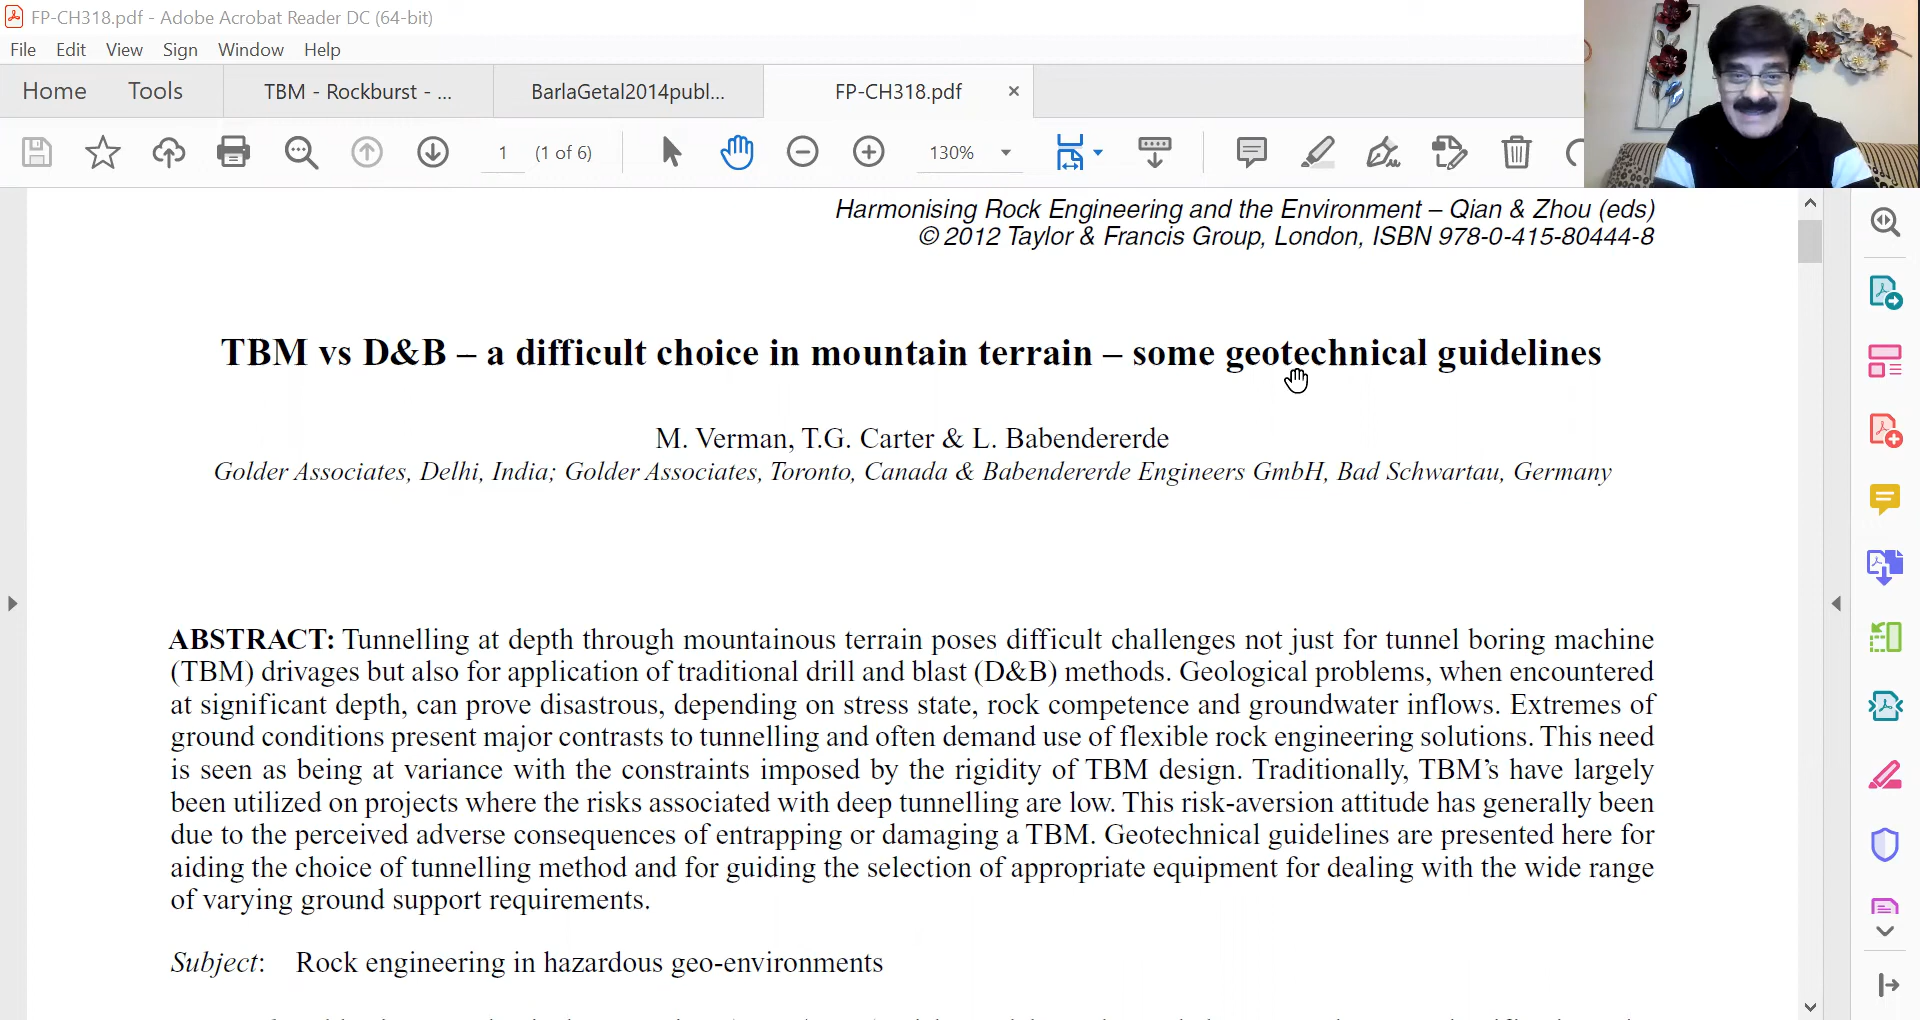 FP-CH318.pdf - Adobe Acrobat Reader DC (64-bit)
File Edit View Sign Window Help
Home Tools TBM - Rockburst - ... BarlaGetal2014publ... FP-CH318.pdf ×
1 (1 of 6) 130%
Harmonising Rock Engineering and the Environment – Qian & Zhou (eds)
© 2012 Taylor & Francis Group, London, ISBN 978-0-415-80444-8
TBM vs D&B – a difficult choice in mountain terrain – some geotechnical guidelines
M. Verman, T.G. Carter & L. Babendererde
Golder Associates, Delhi, India; Golder Associates, Toronto, Canada & Babendererde Engineers GmbH, Bad Schwartau, Germany
ABSTRACT: Tunnelling at depth through mountainous terrain poses difficult challenges not just for tunnel boring machine
(TBM) drivages but also for application of traditional drill and blast (D&B) methods. Geological problems, when encountered
at significant depth, can prove disastrous, depending on stress state, rock competence and groundwater inflows. Extremes of
ground conditions present major contrasts to tunnelling and often demand use of flexible rock engineering solutions. This need
is seen as being at variance with the constraints imposed by the rigidity of TBM design. Traditionally, TBM's have largely
been utilized on projects where the risks associated with deep tunnelling are low. This risk-aversion attitude has generally been
due to the perceived adverse consequences of entrapping or damaging a TBM. Geotechnical guidelines are presented here for
aiding the choice of tunnelling method and for guiding the selection of appropriate equipment for dealing with the wide range
of varying ground support requirements.
Subject: Rock engineering in hazardous geo-environments